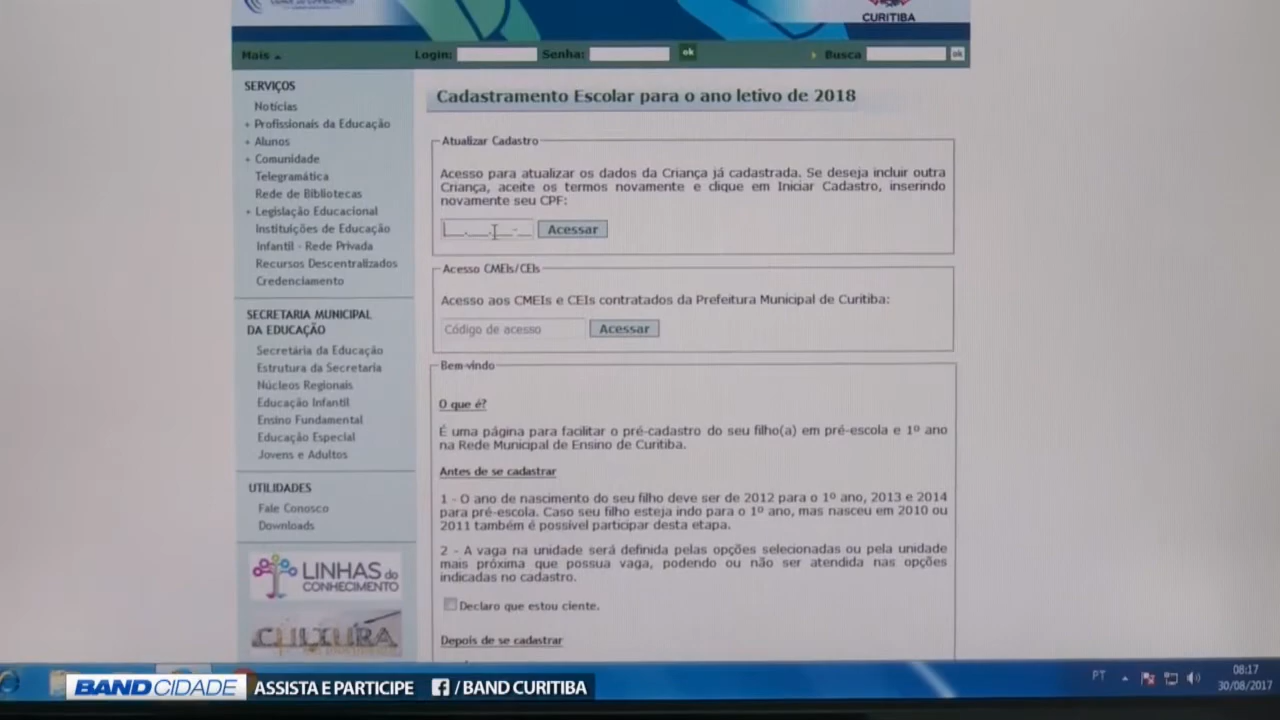 CURITIBA
Mais
Login:
Senha:
ok
Busca
ok
SERVIÇOS
Notícias
+ Profissionais da Educação
+ Alunos
+ Comunidade
Telegramática
Rede de Bibliotecas
+ Legislação Educacional
Instituições de Educação
Infantil - Rede Privada
Recursos Descentralizados
Credenciamento
SECRETARIA MUNICIPAL
DA EDUCAÇÃO
Secretária da Educação
Estrutura da Secretaria
Núcleos Regionais
Educação Infantil
Ensino Fundamental
Educação Especial
Jovens e Adultos
UTILIDADES
Fale Conosco
Downloads
LINHAS do
CONHECIMENTO
CULTURA
Cadastramento Escolar para o ano letivo de 2018
Atualizar Cadastro
Acesso para atualizar os dados da Criança já cadastrada. Se deseja incluir outra
Criança, aceite os termos novamente e clique em Iniciar Cadastro, inserindo
novamente seu CPF:
___.___.___-__ Acessar
Acesso CMEIs/CEIs
Acesso aos CMEIs e CEIs contratados da Prefeitura Municipal de Curitiba:
Código de acesso Acessar
Bem-vindo
O que é?
É uma página para facilitar o pré-cadastro do seu filho(a) em pré-escola e 1º ano
na Rede Municipal de Ensino de Curitiba.
Antes de se cadastrar
1 - O ano de nascimento do seu filho deve ser de 2012 para o 1º ano, 2013 e 2014
para pré-escola. Caso seu filho esteja indo para o 1º ano, mas nasceu em 2010 ou
2011 também é possível participar desta etapa.
2 - A vaga na unidade será definida pelas opções selecionadas ou pela unidade
mais próxima que possua vaga, podendo ou não ser atendida nas opções
indicadas no cadastro.
Declaro que estou ciente.
Depois de se cadastrar
PT
08:17
30/08/2017
BAND CIDADE ASSISTA E PARTICIPE f /BAND CURITIBA